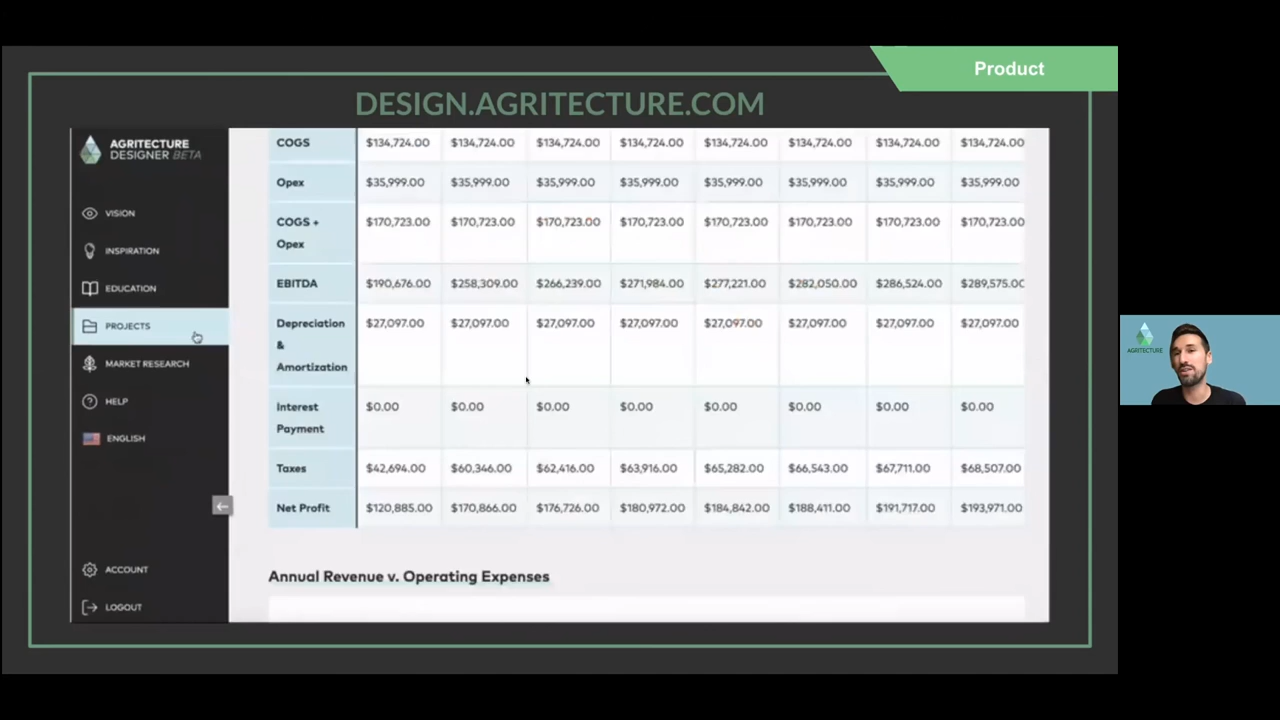 Product
DESIGN.AGRITECTURE.COM
AGRITECTURE
DESIGNER BETA
VISION
INSPIRATION
EDUCATION
PROJECTS
MARKET RESEARCH
HELP
ENGLISH
ACCOUNT
LOGOUT
COGS $134,724.00 $134,724.00 $134,724.00 $134,724.00 $134,724.00 $134,724.00 $134,724.00 $134,724.00
Opex $35,999.00 $35,999.00 $35,999.00 $35,999.00 $35,999.00 $35,999.00 $35,999.00 $35,999.00
COGS + $170,723.00 $170,723.00 $170,723.00 $170,723.00 $170,723.00 $170,723.00 $170,723.00 $170,723.00
Opex
EBITDA $190,676.00 $258,309.00 $266,239.00 $271,984.00 $277,221.00 $282,050.00 $286,524.00 $289,575.00
Depreciation $27,097.00 $27,097.00 $27,097.00 $27,097.00 $27,097.00 $27,097.00 $27,097.00 $27,097.00
&
Amortization
Interest $0.00 $0.00 $0.00 $0.00 $0.00 $0.00 $0.00 $0.00
Payment
Taxes $42,694.00 $60,346.00 $62,416.00 $63,916.00 $65,282.00 $66,543.00 $67,711.00 $68,507.00
Net Profit $120,885.00 $170,866.00 $176,726.00 $180,972.00 $184,842.00 $188,411.00 $191,717.00 $193,971.00
Annual Revenue v. Operating Expenses
AGRITECTURE